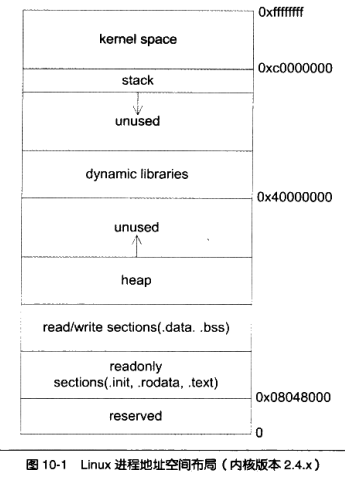 0xffffffff
kernel space
0xc0000000
stack
unused
dynamic libraries
0x40000000
unused
heap
read/write sections(.data. .bss)
readonly
sections(.init, .rodata, .text)
0x08048000
reserved
0
图 10-1 Linux 进程地址空间布局（内核版本 2.4.x）